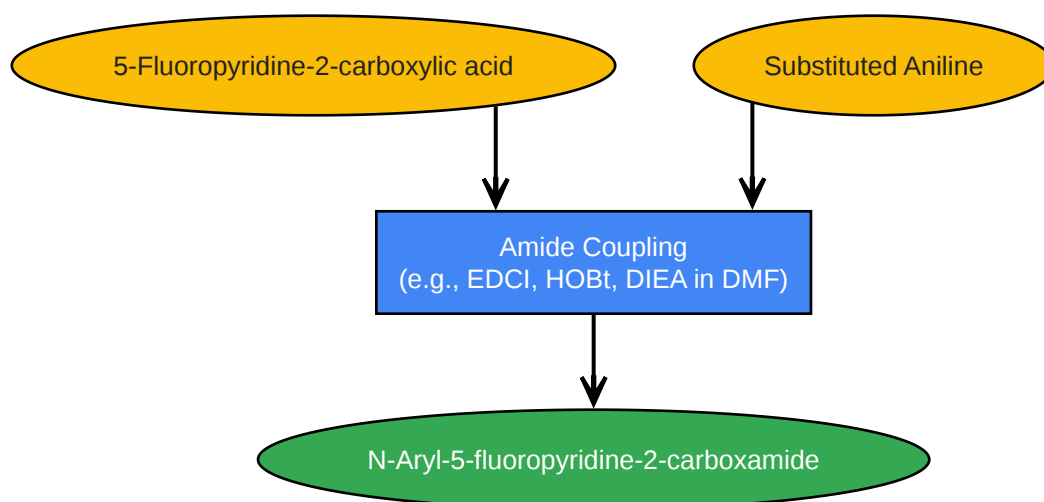 5-Fluoropyridine-2-carboxylic acid
Substituted Aniline
Amide Coupling
(e.g., EDCI, HOBt, DIEA in DMF)
N-Aryl-5-fluoropyridine-2-carboxamide